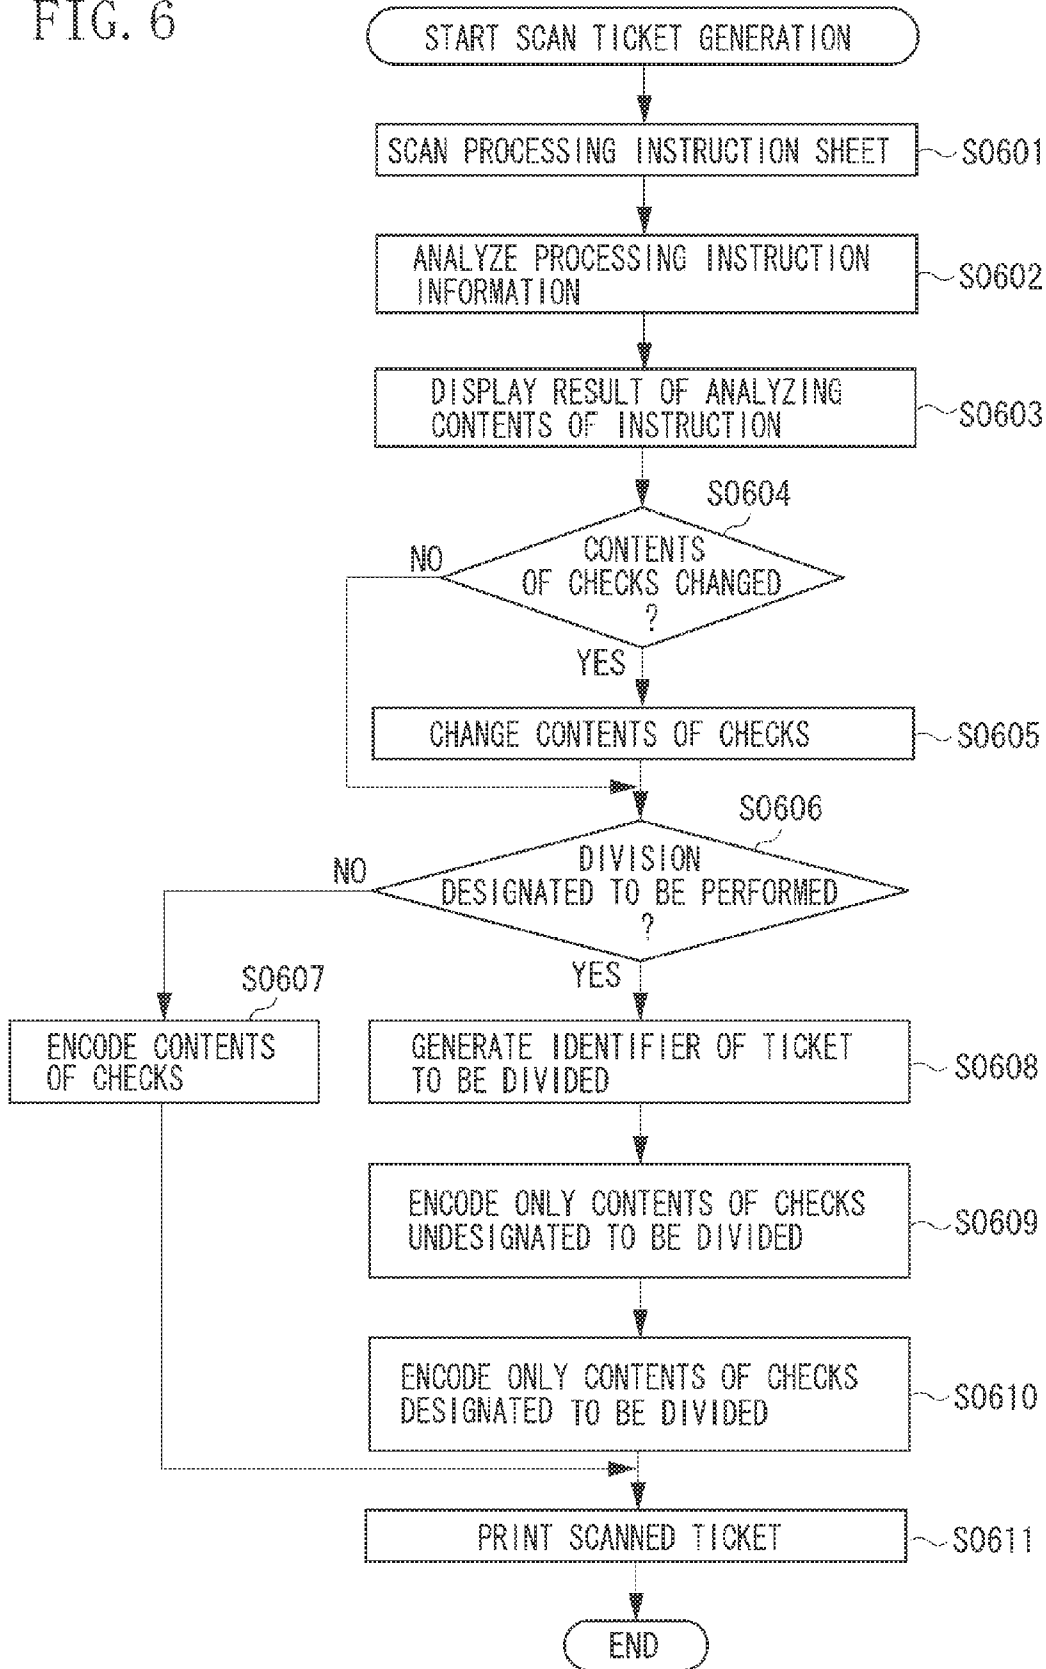 FIG. 6
START SCAN TICKET GENERATION
SCAN PROCESSING INSTRUCTION SHEET
S0601
ANALYZE PROCESSING INSTRUCTION
INFORMATION
S0602
DISPLAY RESULT OF ANALYZING
CONTENTS OF INSTRUCTION
S0603
S0604
NO
CONTENTS
OF CHECKS CHANGED
?
YES
CHANGE CONTENTS OF CHECKS
S0605
S0606
NO
DIVISION
DESIGNATED TO BE PERFORMED
?
YES
S0607
ENCODE CONTENTS
OF CHECKS
GENERATE IDENTIFIER OF TICKET
TO BE DIVIDED
S0608
ENCODE ONLY CONTENTS OF CHECKS
UNDESIGNATED TO BE DIVIDED
S0609
ENCODE ONLY CONTENTS OF CHECKS
DESIGNATED TO BE DIVIDED
S0610
PRINT SCANNED TICKET
S0611
END